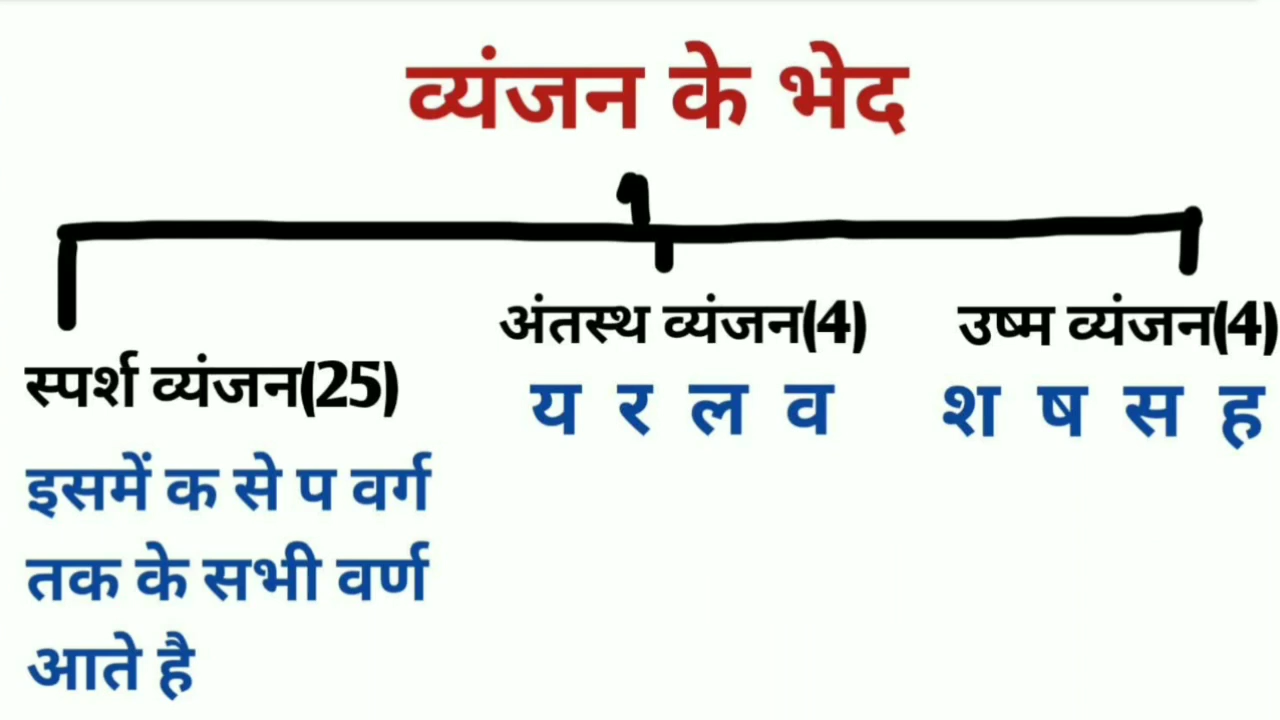 व्यंजन के भेद
स्पर्श व्यंजन(25)
इसमें क से प वर्ग
तक के सभी वर्ण
आते है
अंतस्थ व्यंजन(4)
य र ल व
उष्म व्यंजन(4)
श ष स ह